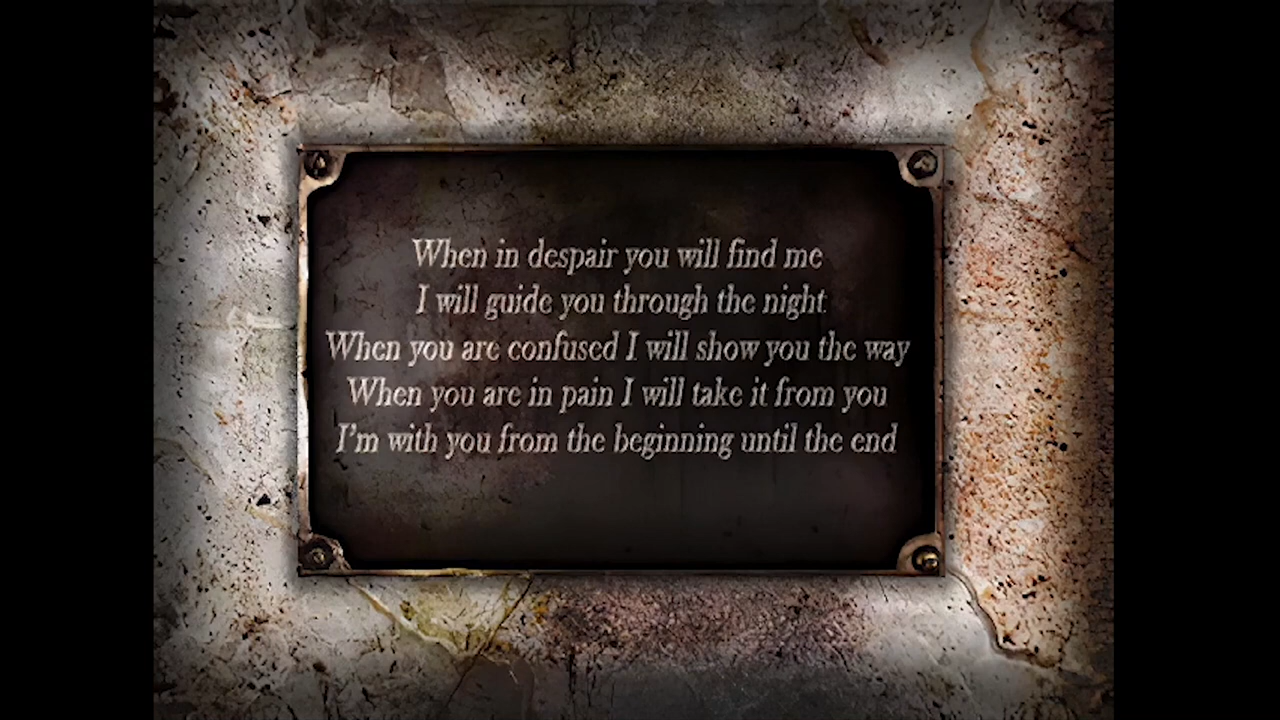 When in despair you will find me
I will guide you through the night
When you are confused I will show you the way
When you are in pain I will take it from you
I'm with you from the beginning until the end